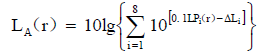 L_A(r) = 10lg{∑_{i=1}^{8} 10^{[0.1LP_i(r)−ΔL_i]}}